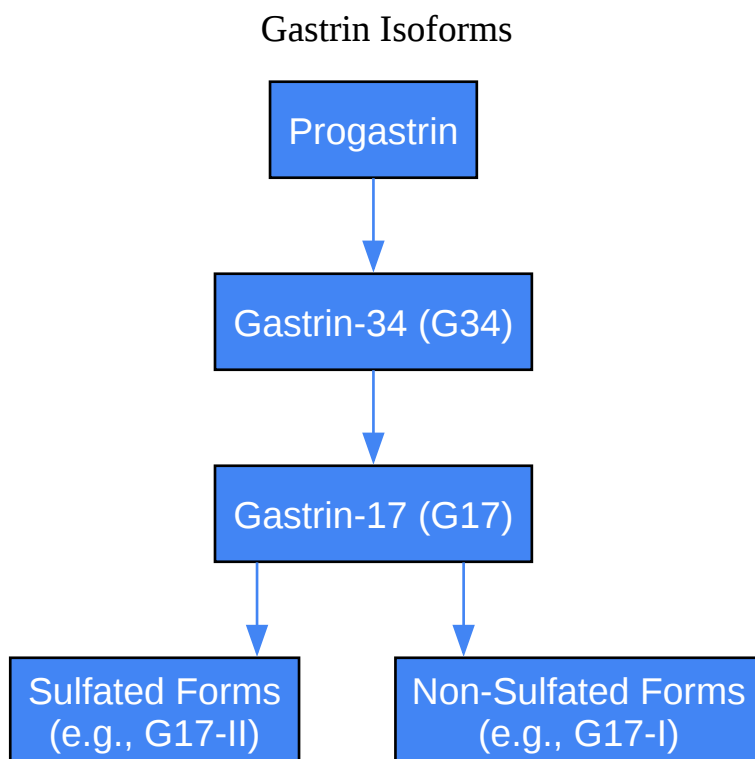 Gastrin Isoforms
Progastrin
Gastrin-34 (G34)
Gastrin-17 (G17)
Sulfated Forms
(e.g., G17-II)
Non-Sulfated Forms
(e.g., G17-I)